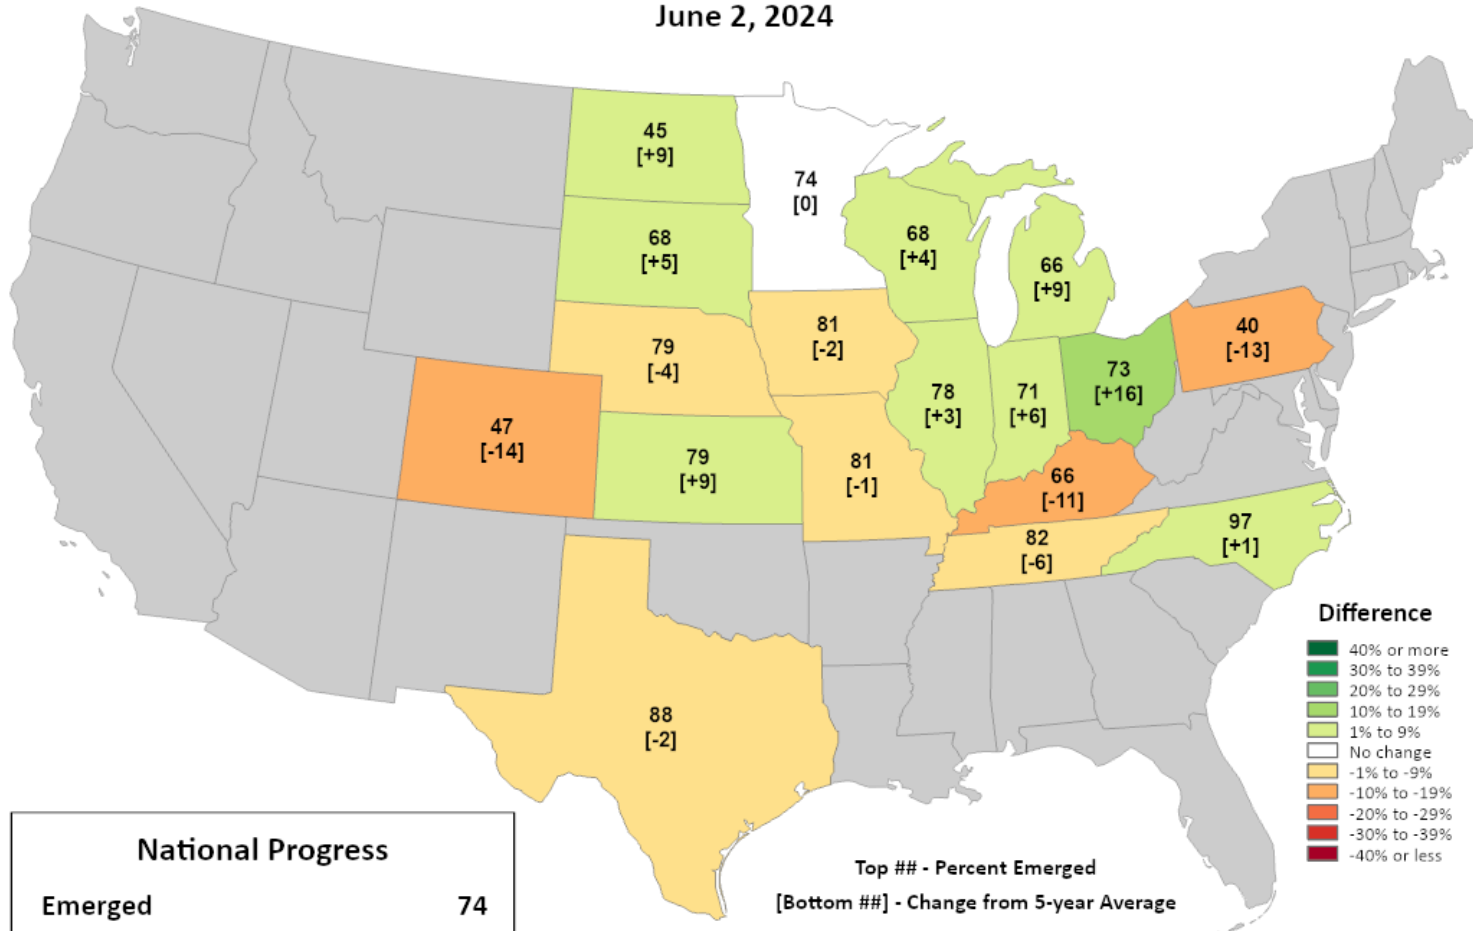 June 2, 2024
45
[+9]
74
[0]
68
[+5]
68
[+4]
66
[+9]
79
[-4]
81
[-2]
40
[-13]
47
[-14]
79
[+9]
81
[-1]
78
[+3]
71
[+6]
73
[+16]
66
[-11]
82
[-6]
97
[+1]
88
[-2]
Difference
40% or more
30% to 39%
20% to 29%
10% to 19%
1% to 9%
No change
-1% to -9%
-10% to -19%
-20% to -29%
-30% to -39%
-40% or less
National Progress
Emerged 74
Top ## - Percent Emerged
[Bottom ##] - Change from 5-year Average